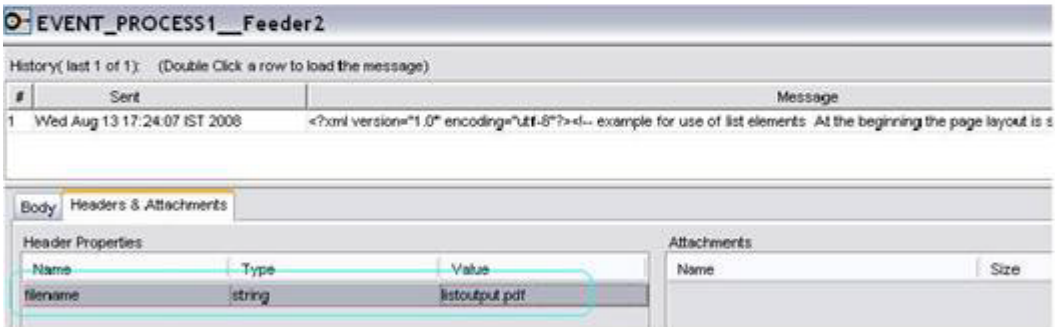 EVENT_PROCESS1__Feeder2
History( last 1 of 1): (Double Click a row to load the message)
# Sent Message
1 Wed Aug 13 17:24:07 IST 2008 <?xml version="1.0" encoding="utf-8"?><!-- example for use of list elements At the beginning the page layout is s
Body Headers & Attachments
Header Properties Attachments
Name Type Value Name Size
filename string listoutput.pdf